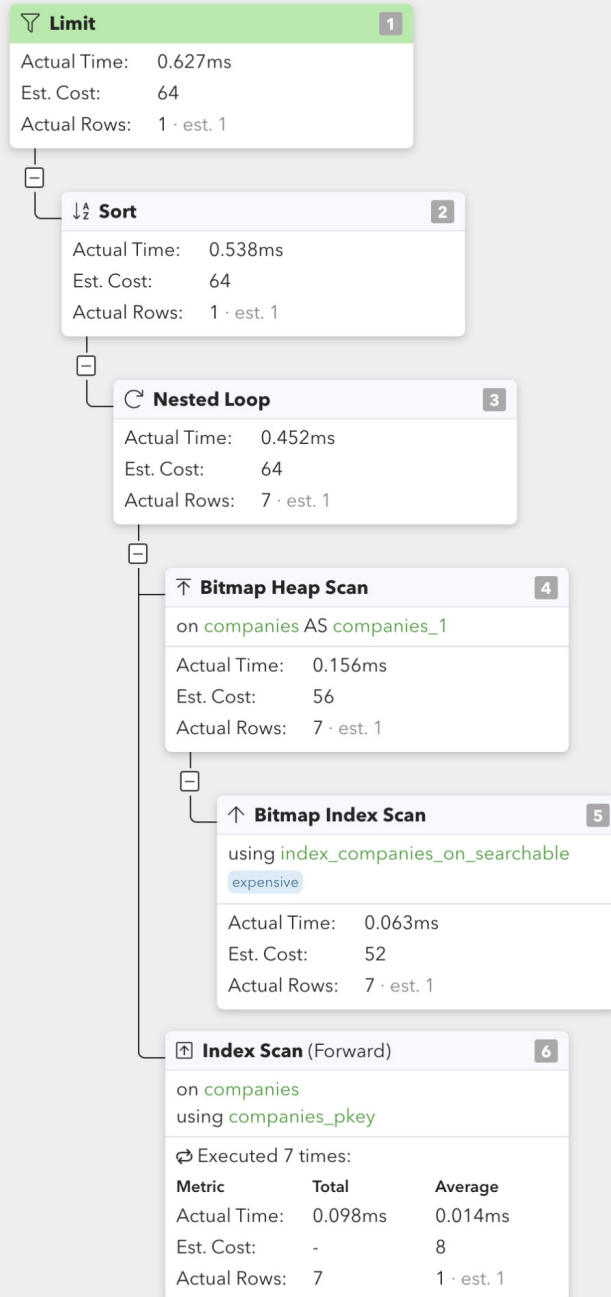 Limit 1
Actual Time: 0.627ms
Est. Cost: 64
Actual Rows: 1 · est. 1
Sort 2
Actual Time: 0.538ms
Est. Cost: 64
Actual Rows: 1 · est. 1
Nested Loop 3
Actual Time: 0.452ms
Est. Cost: 64
Actual Rows: 7 · est. 1
Bitmap Heap Scan 4
on companies AS companies_1
Actual Time: 0.156ms
Est. Cost: 56
Actual Rows: 7 · est. 1
Bitmap Index Scan 5
using index_companies_on_searchable
expensive
Actual Time: 0.063ms
Est. Cost: 52
Actual Rows: 7 · est. 1
Index Scan (Forward) 6
on companies
using companies_pkey
Executed 7 times:
Metric Total Average
Actual Time: 0.098ms 0.014ms
Est. Cost: - 8
Actual Rows: 7 1 · est. 1